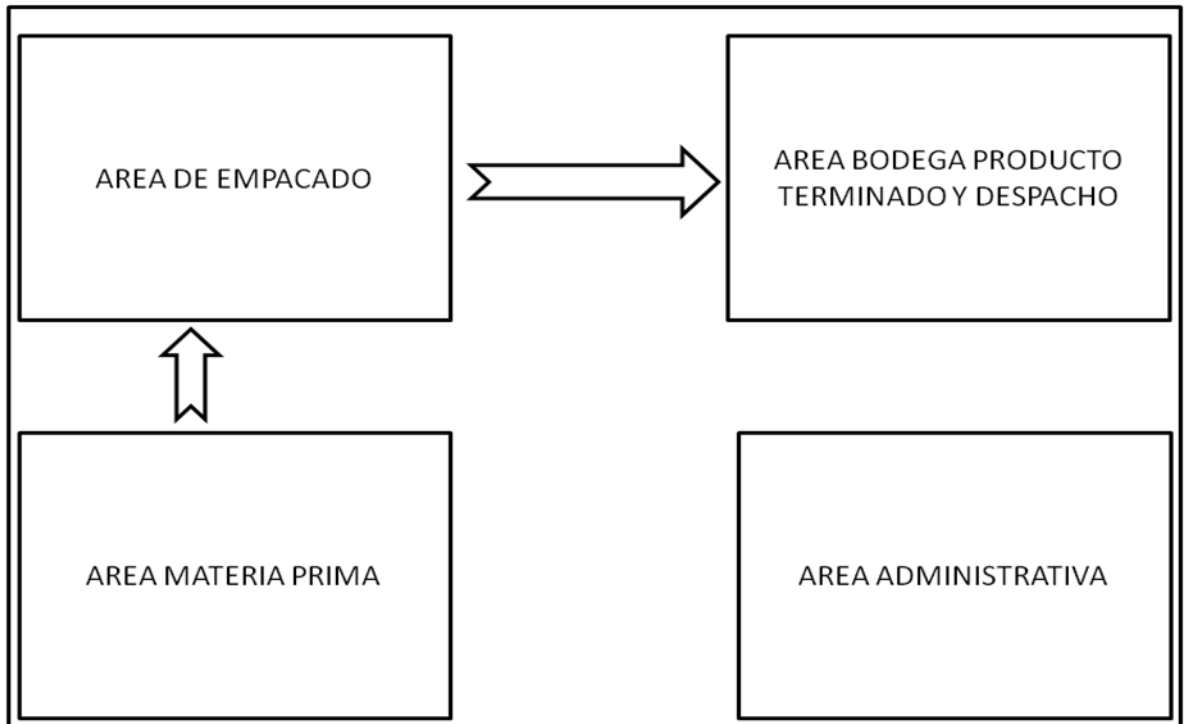 AREA DE EMPACADO
AREA BODEGA PRODUCTO
TERMINADO Y DESPACHO
AREA MATERIA PRIMA
AREA ADMINISTRATIVA